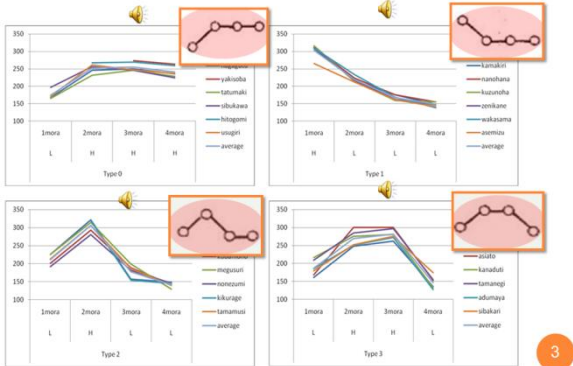 350
300
250
200
150
100
1mora 2mora 3mora 4mora
L H H H
Type 0
yakisoba
tatumaki
sibukawa
hitogomi
usugiri
average
350
300
250
200
150
100
1mora 2mora 3mora 4mora
H L L L
Type 1
kamakiri
nanohana
kuzunoha
zenikane
wakasama
asemizu
average
350
300
250
200
150
100
1mora 2mora 3mora 4mora
L H L L
Type 2
megusuri
nonezumi
kikurage
tamamusi
average
350
300
250
200
150
100
1mora 2mora 3mora 4mora
L H H L
Type 3
asiato
kanaduti
tamanegi
adumaya
sibakari
average
3